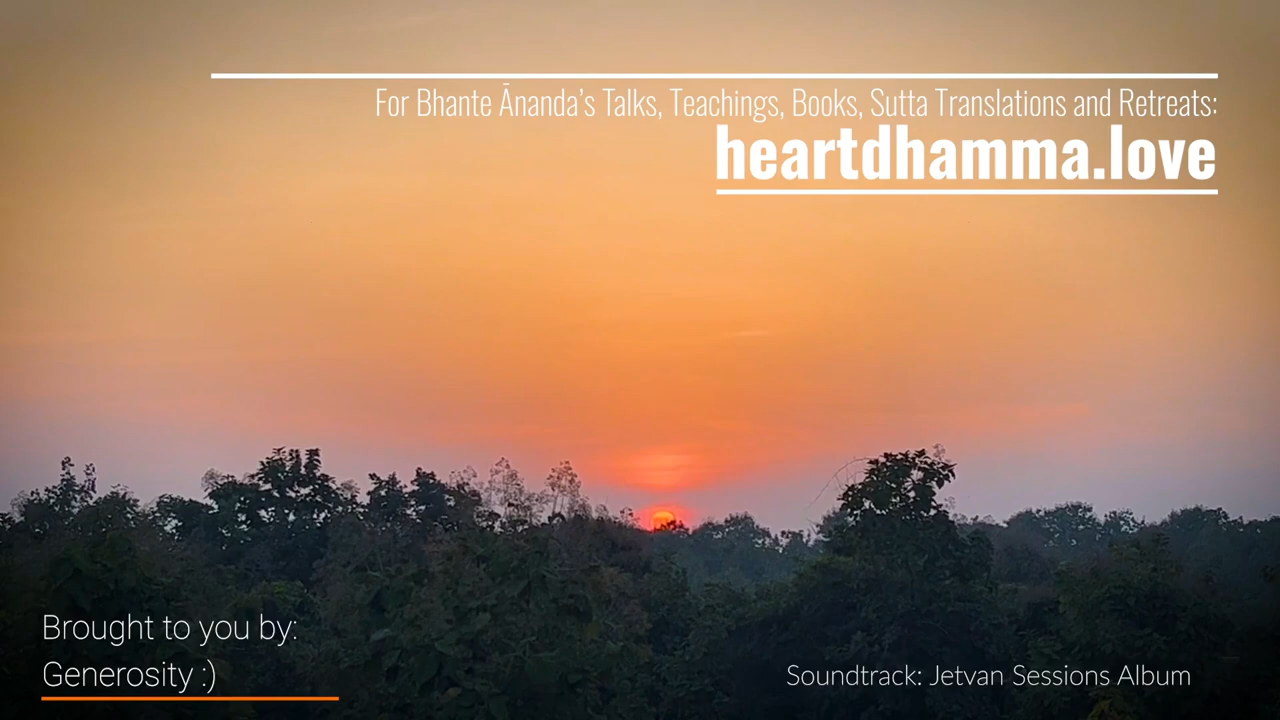 For Bhante Ānanda's Talks, Teachings, Books, Sutta Translations and Retreats:
heartdhamma.love
Brought to you by:
Generosity :)
Soundtrack: Jetvan Sessions Album